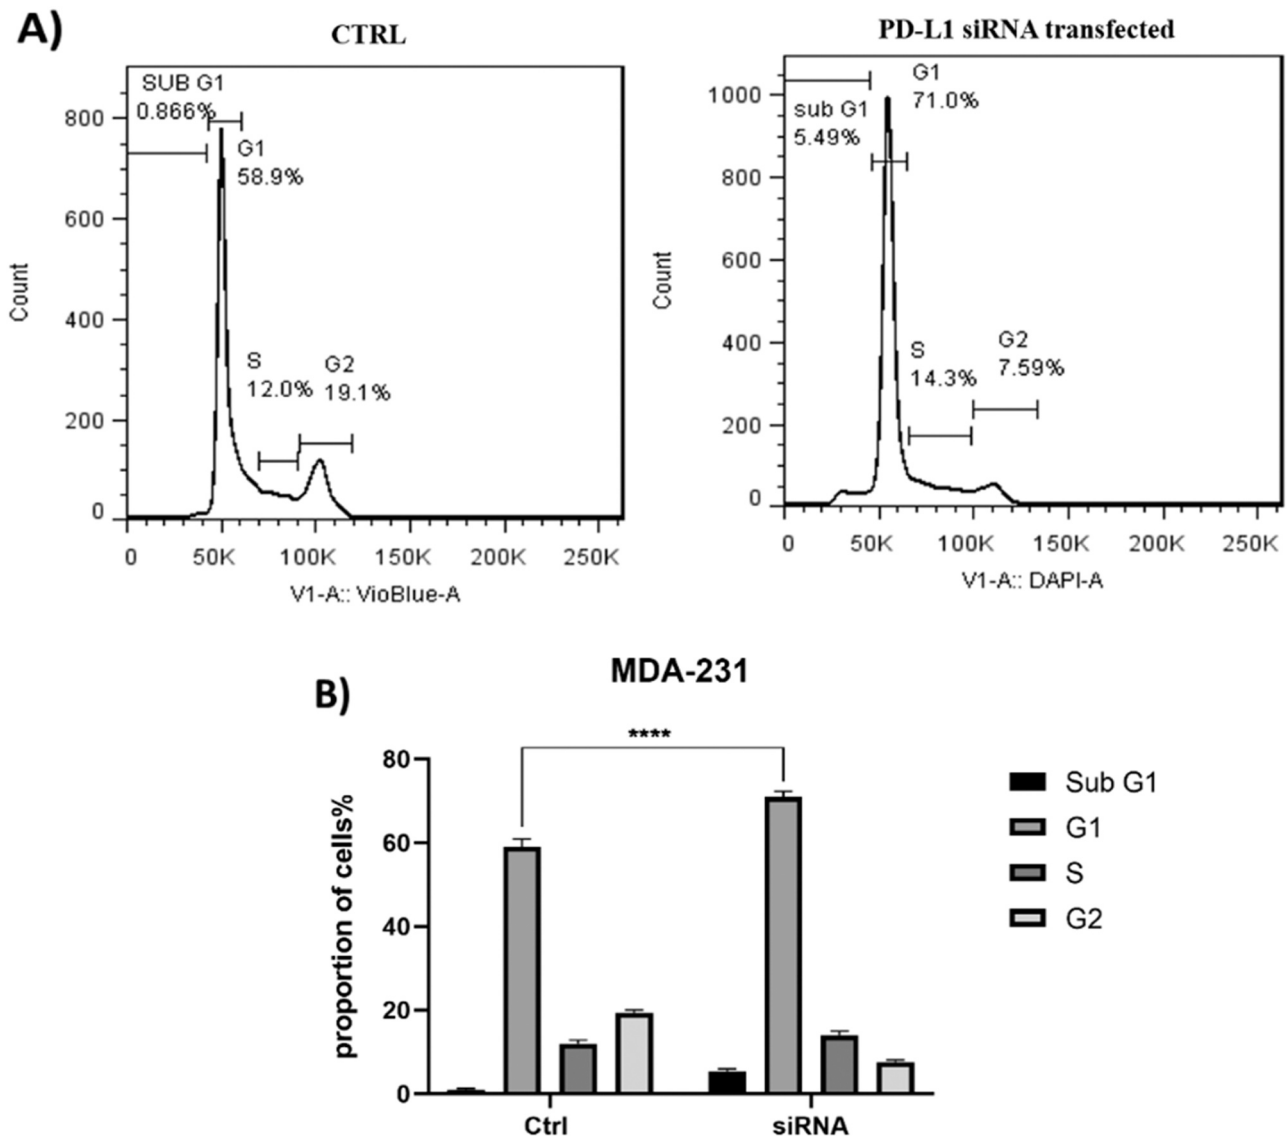 A)
CTRL
SUB G1
0.866%
G1
58.9%
S
12.0%
G2
19.1%
800
600
400
200
0
Count
0 50K 100K 150K 200K 250K
V1-A:: VioBlue-A
PD-L1 siRNA transfected
G1
71.0%
sub G1
5.49%
S
14.3%
G2
7.59%
1000
800
600
400
200
0
Count
0 50K 100K 150K 200K 250K
V1-A:: DAPI-A
B)
MDA-231
****
80
60
40
20
0
proportion of cells%
Ctrl siRNA
Sub G1
G1
S
G2